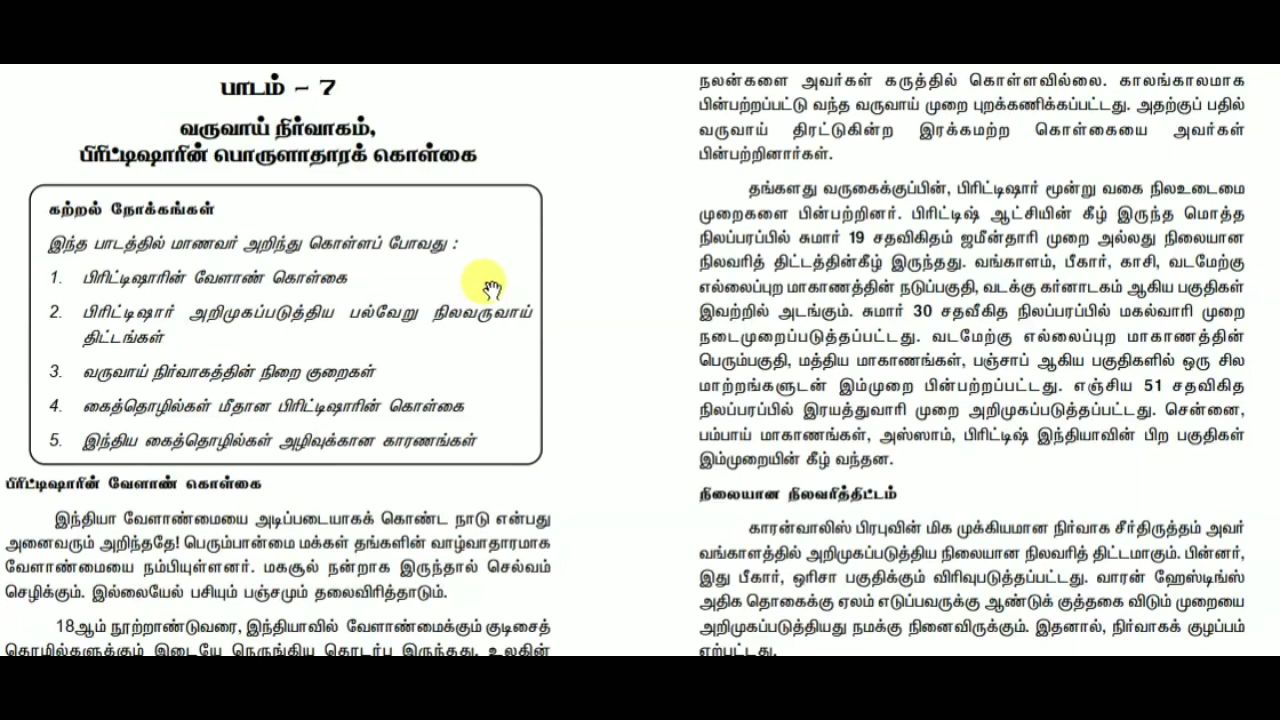 பாடம் – 7
வருவாய் நிர்வாகம்,
பிரிட்டிஷாரின் பொருளாதாரக் கொள்கை
கற்றல் நோக்கங்கள்
இந்த பாடத்தில் மாணவர் அறிந்து கொள்ளப் போவது :
1. பிரிட்டிஷாரின் வேளாண் கொள்கை
2. பிரிட்டிஷார் அறிமுகப்படுத்திய பல்வேறு நிலவருவாய்
திட்டங்கள்
3. வருவாய் நிர்வாகத்தின் நிறை குறைகள்
4. கைத்தொழில்கள் மீதான பிரிட்டிஷாரின் கொள்கை
5. இந்திய கைத்தொழில்கள் அழிவுக்கான காரணங்கள்
பிரிட்டிஷாரின் வேளாண் கொள்கை
இந்தியா வேளாண்மையை அடிப்படையாகக் கொண்ட நாடு என்பது
அனைவரும் அறிந்ததே! பெரும்பான்மை மக்கள் தங்களின் வாழ்வாதாரமாக
வேளாண்மையை நம்பியுள்ளனர். மகசூல் நன்றாக இருந்தால் செல்வம்
செழிக்கும். இல்லையேல் பசியும் பஞ்சமும் தலைவிரித்தாடும்.
18ஆம் நூற்றாண்டுவரை, இந்தியாவில் வேளாண்மைக்கும் குடிசைத்
தொழில்களுக்கும் இடையே நெருங்கிய தொடர்பு இருந்தது. உலகின்
நலன்களை அவர்கள் கருத்தில் கொள்ளவில்லை. காலங்காலமாக
பின்பற்றப்பட்டு வந்த வருவாய் முறை புறக்கணிக்கப்பட்டது. அதற்குப் பதில்
வருவாய் திரட்டுகின்ற இரக்கமற்ற கொள்கையை அவர்கள்
பின்பற்றினார்கள்.
தங்களது வருகைக்குப்பின், பிரிட்டிஷார் மூன்று வகை நிலஉடைமை
முறைகளை பின்பற்றினர். பிரிட்டிஷ் ஆட்சியின் கீழ் இருந்த மொத்த
நிலப்பரப்பில் சுமார் 19 சதவிகிதம் ஜமீன்தாரி முறை அல்லது நிலையான
நிலவரித் திட்டத்தின்கீழ் இருந்தது. வங்காளம், பீகார், காசி, வடமேற்கு
எல்லைப்புற மாகாணத்தின் நடுப்பகுதி, வடக்கு கர்னாடகம் ஆகிய பகுதிகள்
இவற்றில் அடங்கும். சுமார் 30 சதவீகித நிலப்பரப்பில் மகல்வாரி முறை
நடைமுறைப்படுத்தப்பட்டது. வடமேற்கு எல்லைப்புற மாகாணத்தின்
பெரும்பகுதி, மத்திய மாகாணங்கள், பஞ்சாப் ஆகிய பகுதிகளில் ஒரு சில
மாற்றங்களுடன் இம்முறை பின்பற்றப்பட்டது. எஞ்சிய 51 சதவிகித
நிலப்பரப்பில் இரயத்துவாரி முறை அறிமுகப்படுத்தப்பட்டது. சென்னை,
பம்பாய் மாகாணங்கள், அஸ்ஸாம், பிரிட்டிஷ் இந்தியாவின் பிற பகுதிகள்
இம்முறையின் கீழ் வந்தன.
நிலையான நிலவரித்திட்டம்
காரன்வாலிஸ் பிரபுவின் மிக முக்கியமான நிர்வாக சீர்திருத்தம் அவர்
வங்காளத்தில் அறிமுகப்படுத்திய நிலையான நிலவரித் திட்டமாகும். பின்னர்,
இது பீகார், ஒரிசா பகுதிக்கும் விரிவுபடுத்தப்பட்டது. வாரன் ஹேஸ்டிங்ஸ்
அதிக தொகைக்கு ஏலம் எடுப்பவருக்கு ஆண்டுக் குத்தகை விடும் முறையை
அறிமுகப்படுத்தியது நமக்கு நினைவிருக்கும். இதனால், நிர்வாகக் குழப்பம்
ஏற்பட்டது.